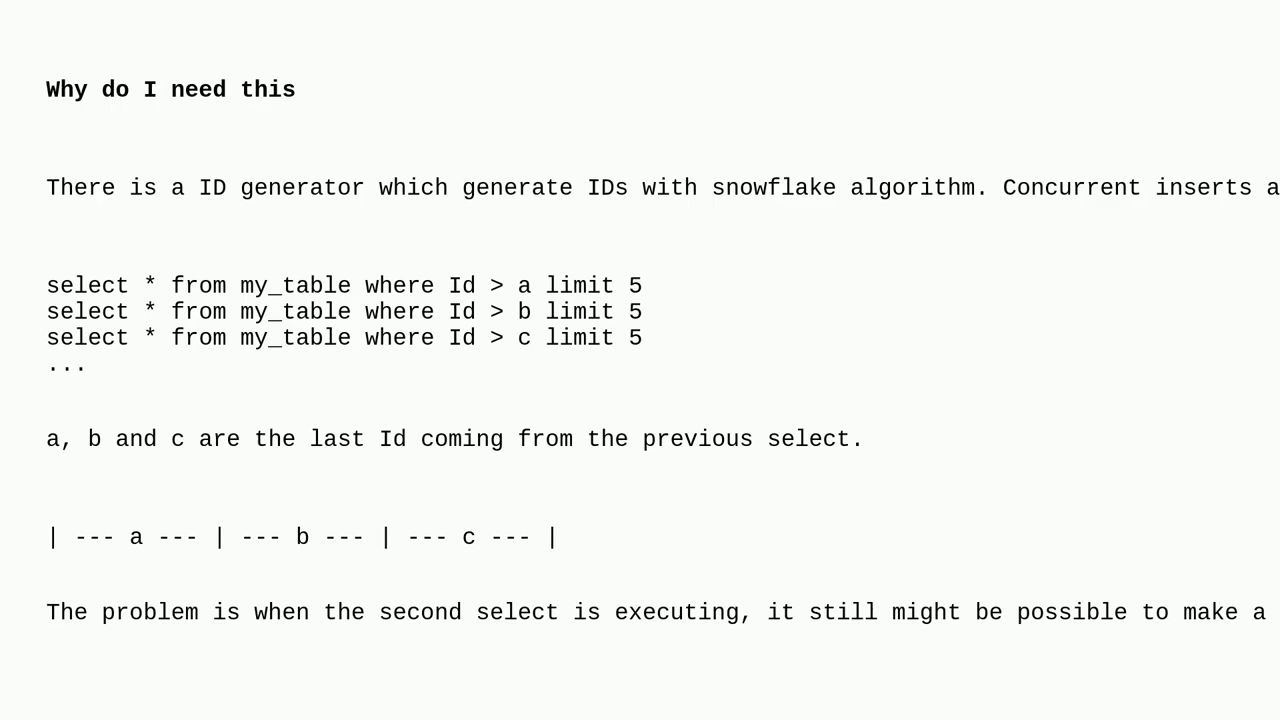 Why do I need this
There is a ID generator which generate IDs with snowflake algorithm. Concurrent inserts a
select * from my_table where Id > a limit 5
select * from my_table where Id > b limit 5
select * from my_table where Id > c limit 5
...
a, b and c are the last Id coming from the previous select.
| --- a --- | --- b --- | --- c --- |
The problem is when the second select is executing, it still might be possible to make a